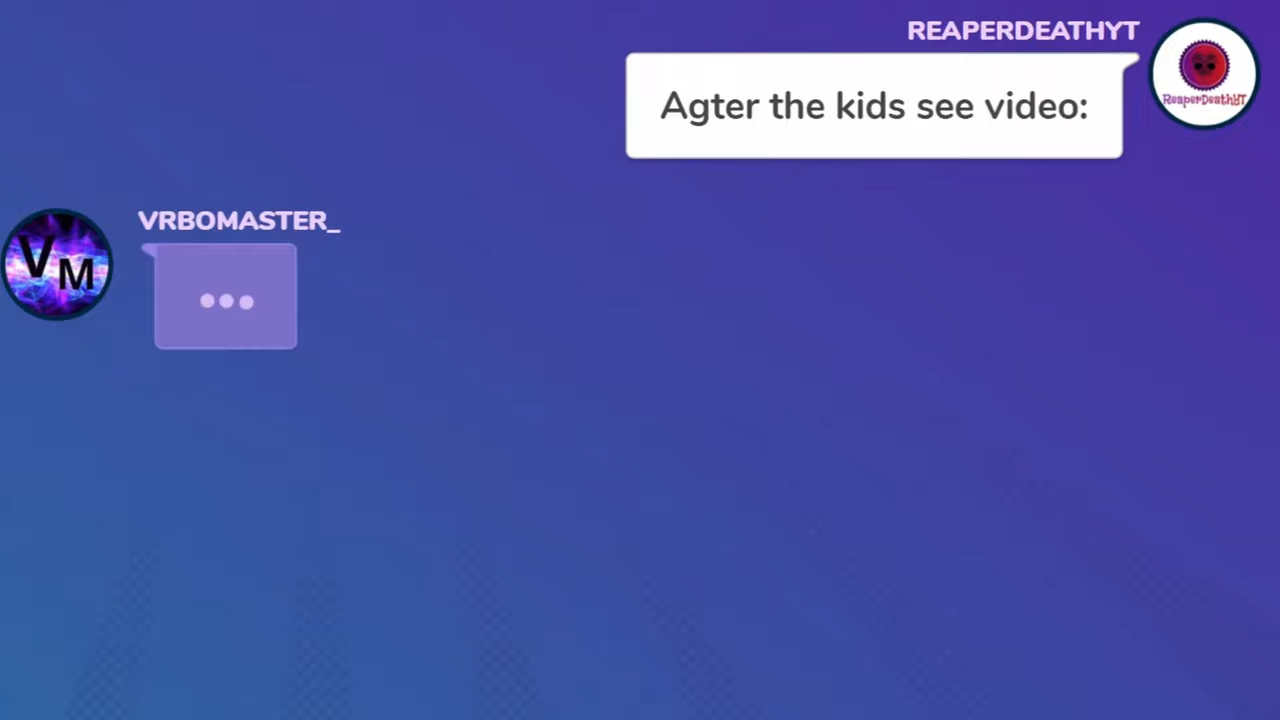 REAPERDEATHYT
Agter the kids see video:
ReaperDeathYT
VRBOMASTER_
VM